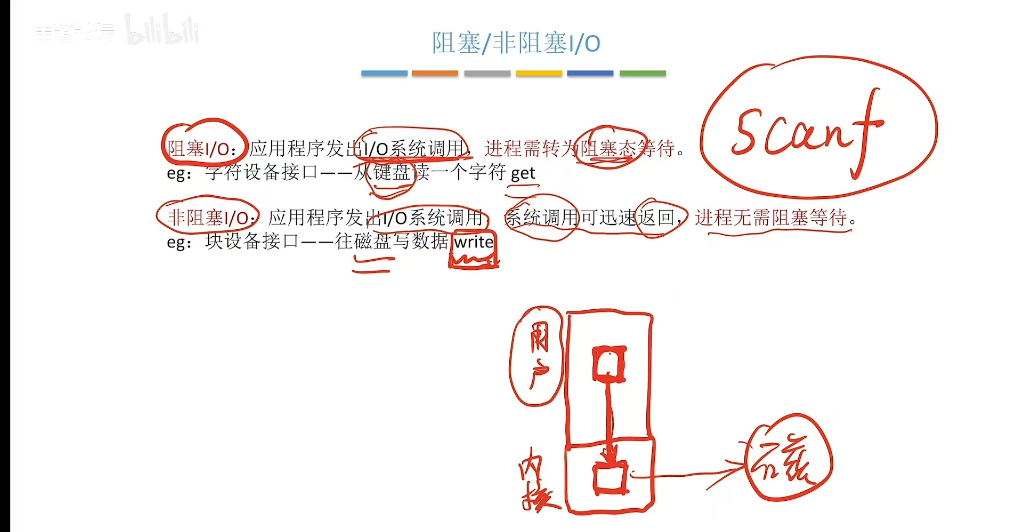 bilibili
阻塞/非阻塞I/O
scanf
阻塞I/O：应用程序发出I/O系统调用，进程需转为阻塞态等待。
eg：字符设备接口——从键盘读一个字符 get
非阻塞I/O：应用程序发出I/O系统调用，系统调用可迅速返回，进程无需阻塞等待。
eg：块设备接口——往磁盘写数据 write
用户
内核